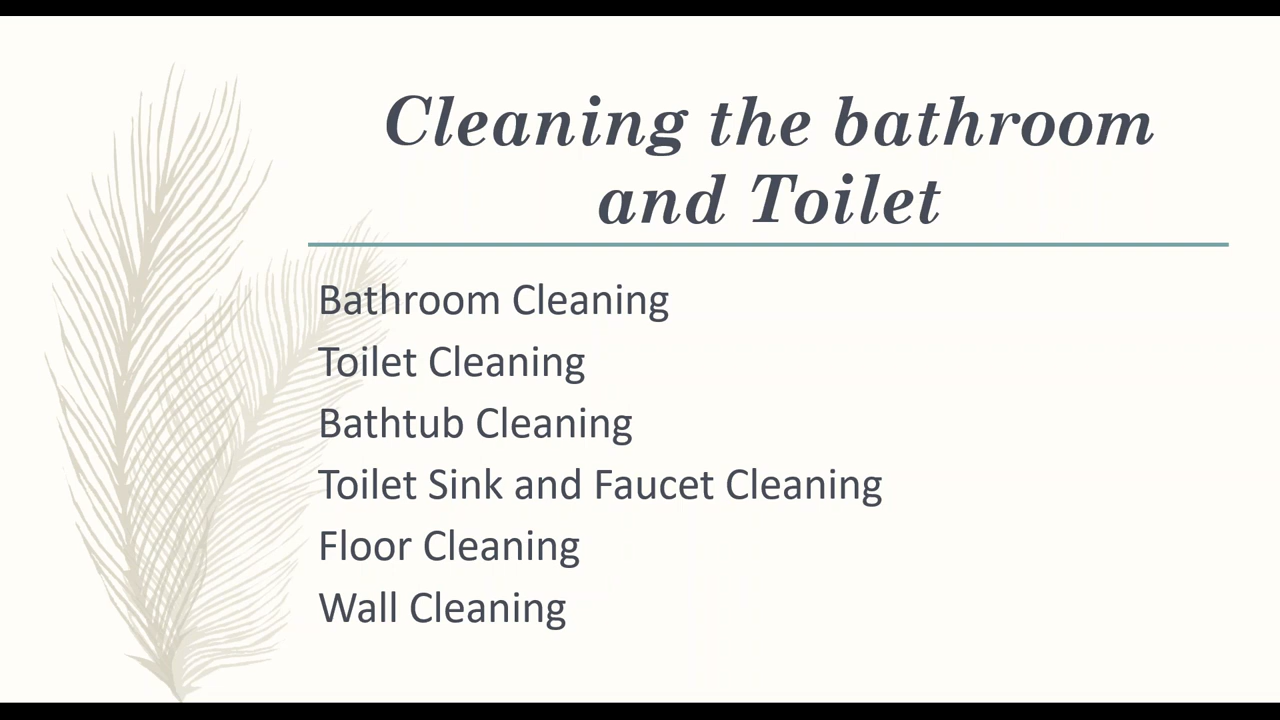 Cleaning the bathroom
and Toilet
Bathroom Cleaning
Toilet Cleaning
Bathtub Cleaning
Toilet Sink and Faucet Cleaning
Floor Cleaning
Wall Cleaning